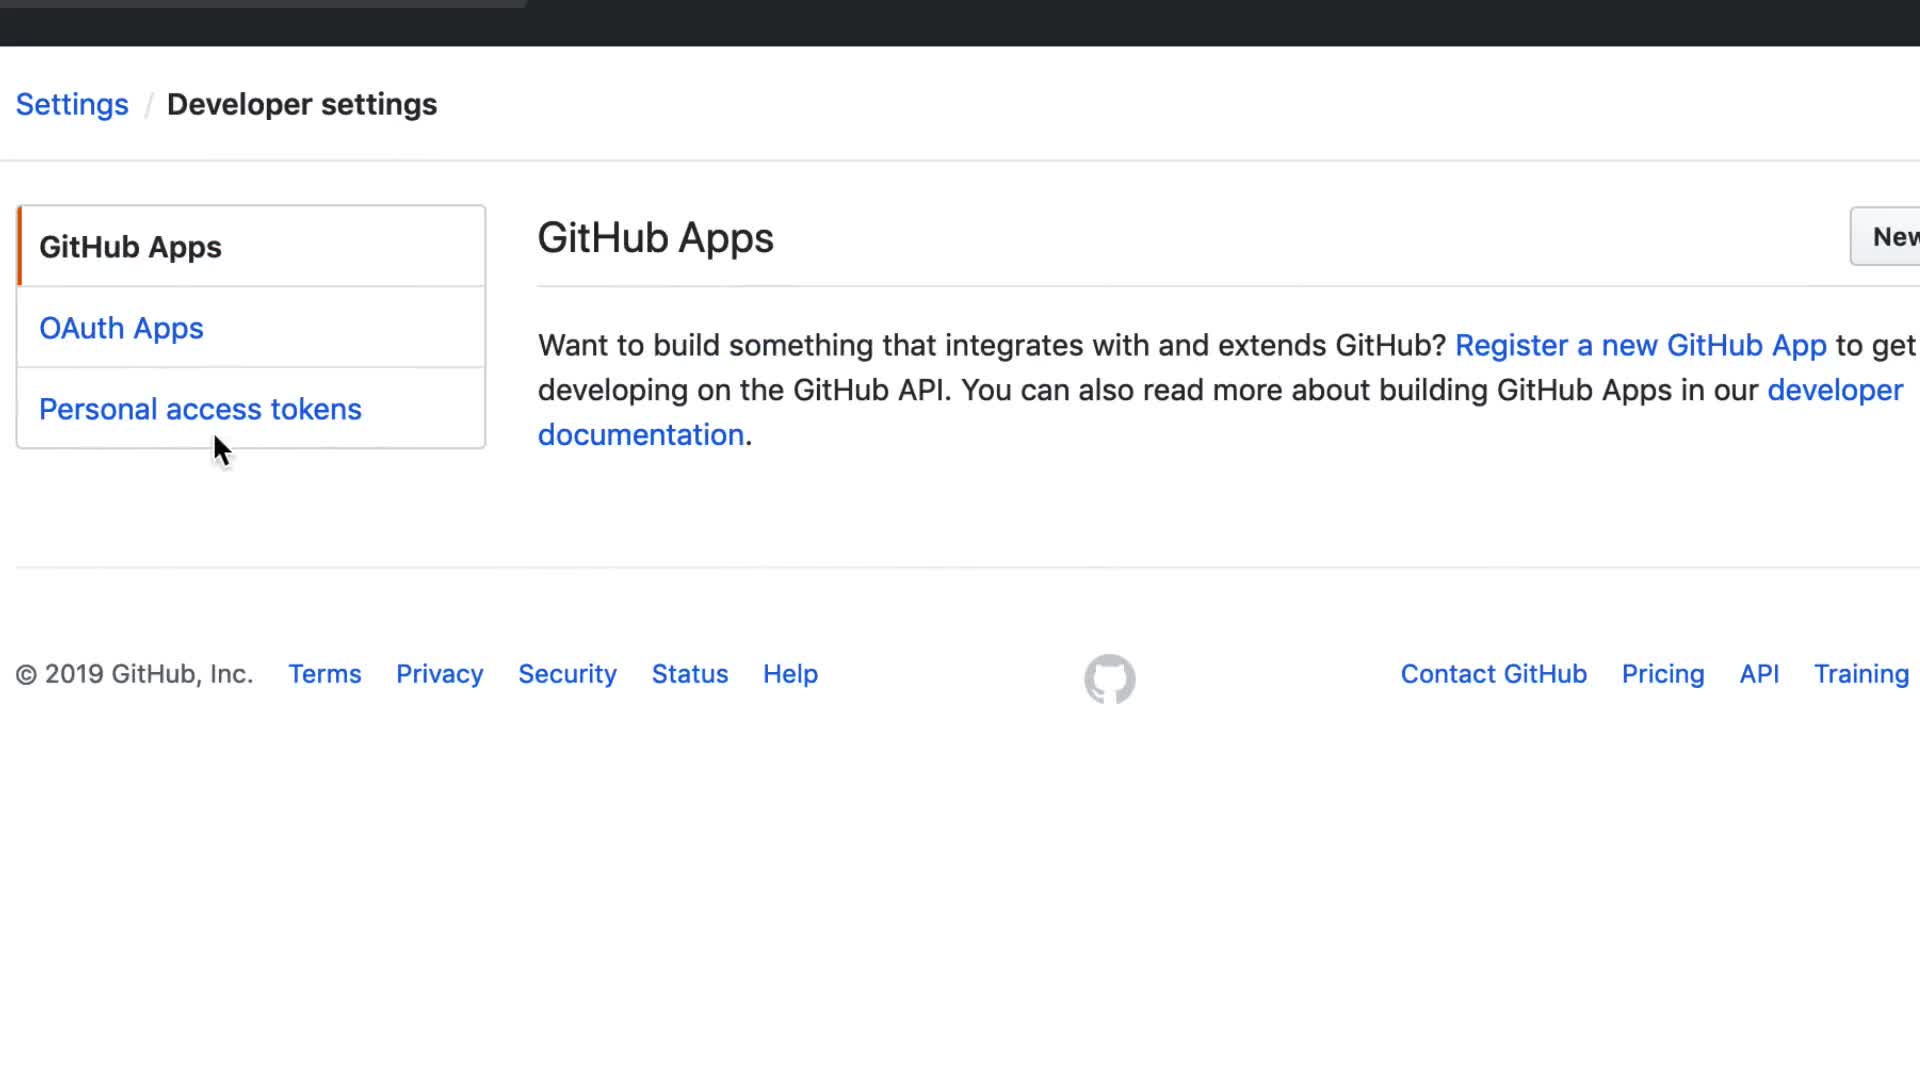 Settings / Developer settings
GitHub Apps
OAuth Apps
Personal access tokens
GitHub Apps
New
Want to build something that integrates with and extends GitHub? Register a new GitHub App to get
developing on the GitHub API. You can also read more about building GitHub Apps in our developer
documentation.
© 2019 GitHub, Inc. Terms Privacy Security Status Help Contact GitHub Pricing API Training